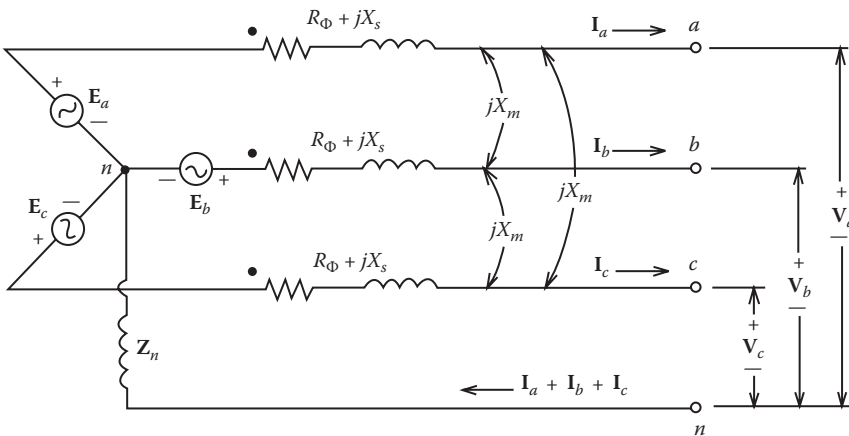 R_Φ + jX_s
I_a
a
+
E_a
—
jX_m
R_Φ + jX_s
I_b
b
n
—
+
E_b
+
E_c
—
+
jX_m
jX_m
V_a
—
R_Φ + jX_s
I_c
c
+
V_b
—
+
V_c
—
Z_n
I_a + I_b + I_c
n